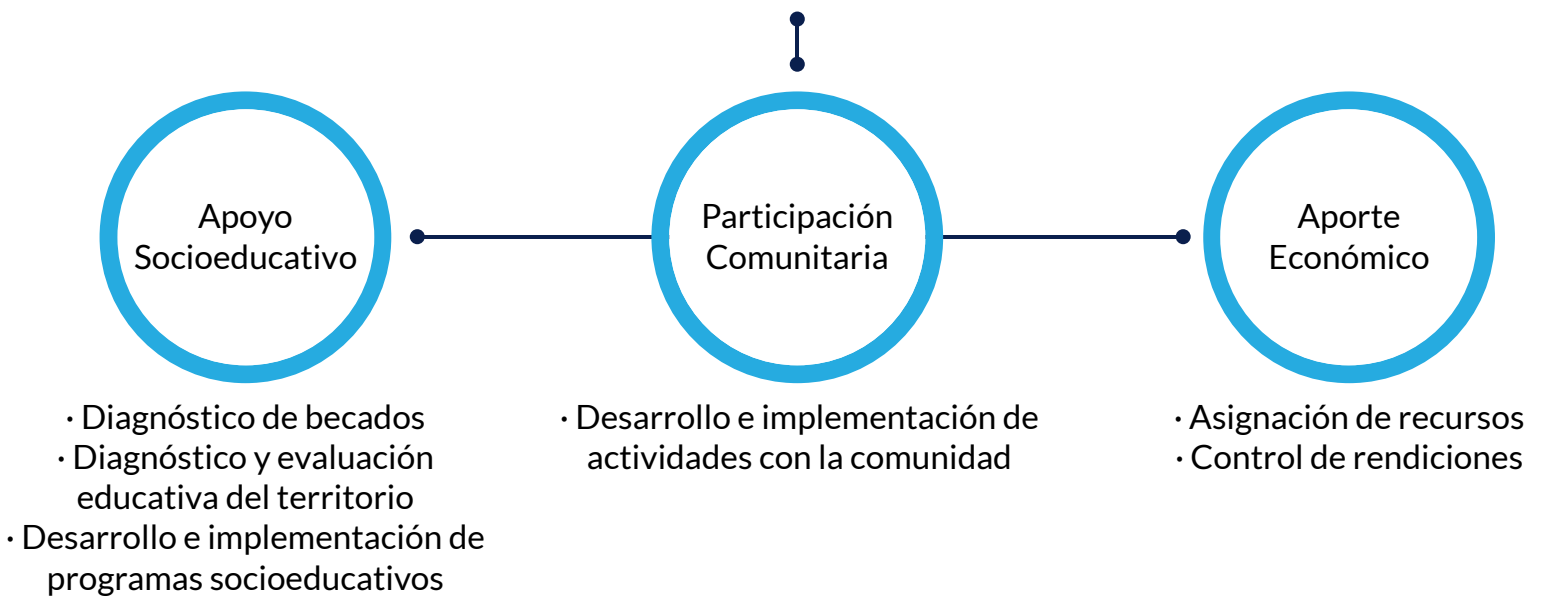 Apoyo
Socioeducativo
Participación
Comunitaria
Aporte
Económico
· Diagnóstico de becados
· Diagnóstico y evaluación
educativa del territorio
· Desarrollo e implementación de
programas socioeducativos
· Desarrollo e implementación de
actividades con la comunidad
· Asignación de recursos
· Control de rendiciones